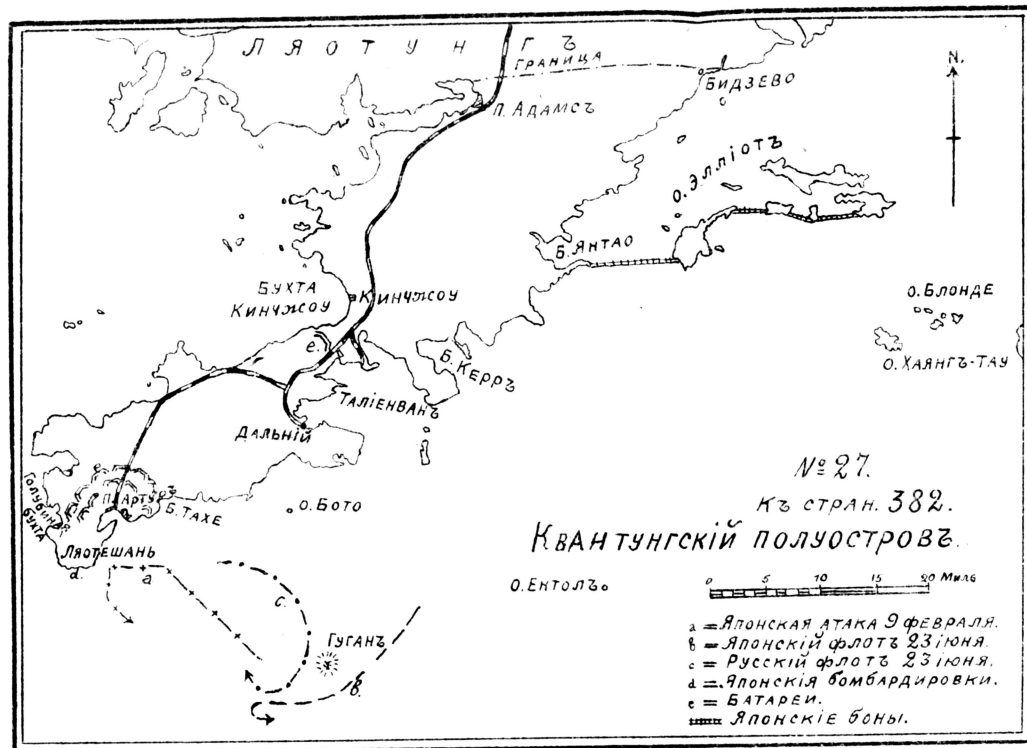 ЛЯОТУНГЪ
ГРАНИЦА
N.
БИДЗЕВО
П. АДАМСЪ
О. ЭЛЛІОТЪ
Б. ЯНТАО
БУХТА
КИНЧЖОУ
КИНЧЖОУ
О. БЛОНДЕ
е.
Б. КЕРРЪ
О. ХАЯНГЪ-ТАУ
ТАЛІЕНВАНЪ
ДАЛЬНІЙ
№ 27.
КЪ СТРАН. 382.
КВАНТУНГСКІЙ ПОЛУОСТРОВЪ.
е
П. АРТУРЪ
Б. ТАХЕ
О. БОТО
БУХТА
ЛЯОТЕШАНЬ
d.
a
О. ЕНТОЛЪ
0 5 10 15 20 Миль
c.
ГУГАНЪ
в.
a = ЯПОНСКАЯ АТАКА 9 ФЕВРАЛЯ.
в = ЯПОНСКІЙ ФЛОТЪ 23 ІЮНЯ.
c = РУССКІЙ ФЛОТЪ 23 ІЮНЯ.
d = ЯПОНСКІЯ БОМБАРДИРОВКИ.
e = БАТАРЕИ.
ЯПОНСКІЕ БОНЫ.